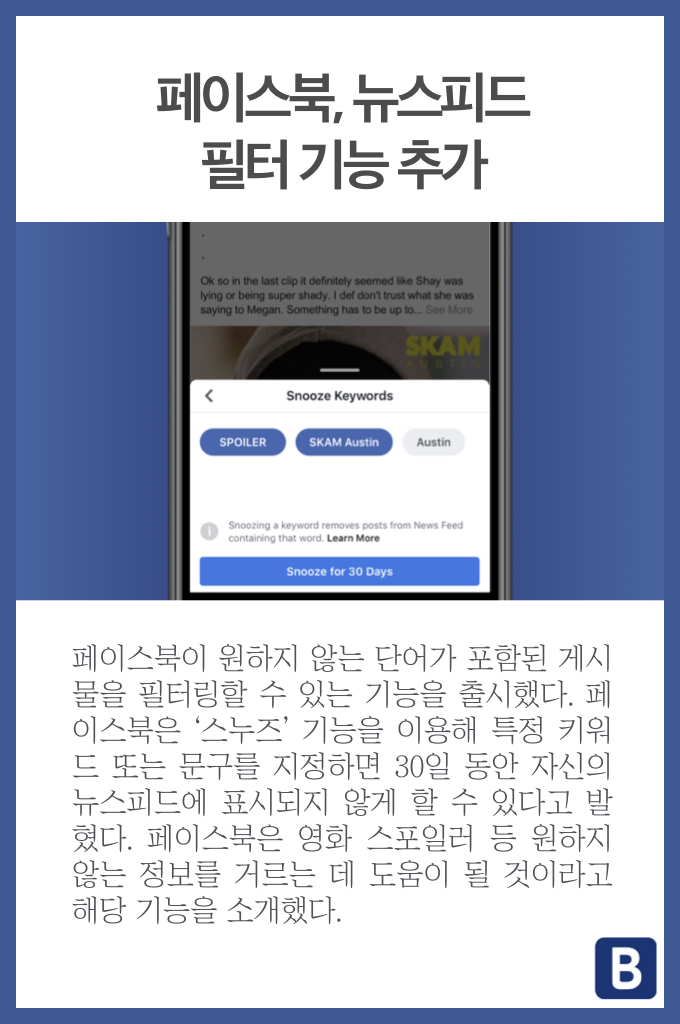 페이스북, 뉴스피드
필터 기능 추가
.
.
Ok so in the last clip it definitely seemed like Shay was
lying or being super shady. I def don't trust what she was
saying to Megan. Something has to be up to... See More
SKAM
AUSTIN
Snooze Keywords
SPOILER SKAM Austin Austin
Snoozing a keyword removes posts from News Feed
containing that word. Learn More
Snooze for 30 Days
페이스북이 원하지 않는 단어가 포함된 게시
물을 필터링할 수 있는 기능을 출시했다. 페
이스북은 ‘스누즈’ 기능을 이용해 특정 키워
드 또는 문구를 지정하면 30일 동안 자신의
뉴스피드에 표시되지 않게 할 수 있다고 발
혔다. 페이스북은 영화 스포일러 등 원하지
않는 정보를 거르는 데 도움이 될 것이라고
해당 기능을 소개했다.
B